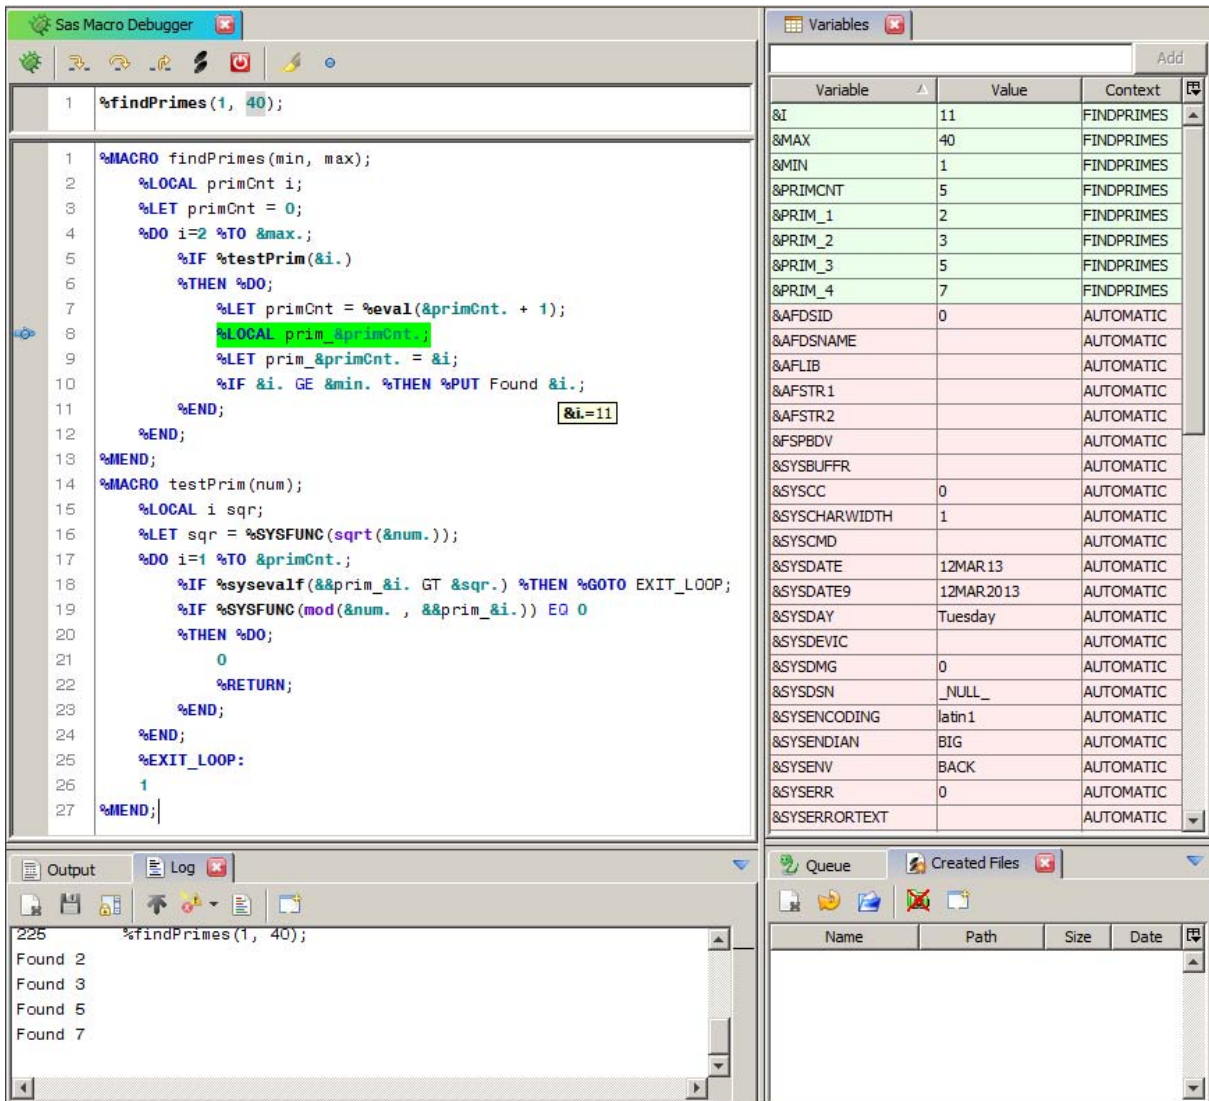 Sas Macro Debugger
1 %findPrimes(1, 40);
1 %MACRO findPrimes(min, max);
2 %LOCAL primCnt i;
3 %LET primCnt = 0;
4 %DO i=2 %TO &max.;
5 %IF %testPrim(&i.)
6 %THEN %DO;
7 %LET primCnt = %eval(&primCnt. + 1);
8 %LOCAL prim_&primCnt.;
9 %LET prim_&primCnt. = &i;
10 %IF &i. GE &min. %THEN %PUT Found &i.;
11 %END;
&i.=11
12 %END;
13 %MEND;
14 %MACRO testPrim(num);
15 %LOCAL i sqr;
16 %LET sqr = %SYSFUNC(sqrt(&num.));
17 %DO i=1 %TO &primCnt.;
18 %IF %sysevalf(&&prim_&i. GT &sqr.) %THEN %GOTO EXIT_LOOP;
19 %IF %SYSFUNC(mod(&num. , &&prim_&i.)) EQ 0
20 %THEN %DO;
21 0
22 %RETURN;
23 %END;
24 %END;
25 %EXIT_LOOP:
26 1
27 %MEND;
Variables
Add
Variable Value Context
&I 11 FINDPRIMES
&MAX 40 FINDPRIMES
&MIN 1 FINDPRIMES
&PRIMCNT 5 FINDPRIMES
&PRIM_1 2 FINDPRIMES
&PRIM_2 3 FINDPRIMES
&PRIM_3 5 FINDPRIMES
&PRIM_4 7 FINDPRIMES
&AFDSID 0 AUTOMATIC
&AFDSNAME AUTOMATIC
&AFLIB AUTOMATIC
&AFSTR1 AUTOMATIC
&AFSTR2 AUTOMATIC
&FSPBDV AUTOMATIC
&SYSBUFFR AUTOMATIC
&SYSCC 0 AUTOMATIC
&SYSCHARWIDTH 1 AUTOMATIC
&SYSCMD AUTOMATIC
&SYSDATE 12MAR13 AUTOMATIC
&SYSDATE9 12MAR2013 AUTOMATIC
&SYSDAY Tuesday AUTOMATIC
&SYSDEVIC AUTOMATIC
&SYSDMG 0 AUTOMATIC
&SYSDSN _NULL_ AUTOMATIC
&SYSENCODING latin1 AUTOMATIC
&SYSENDIAN BIG AUTOMATIC
&SYSENV BACK AUTOMATIC
&SYSERR 0 AUTOMATIC
&SYSERRORTEXT AUTOMATIC
Output Log
225 %findPrimes(1, 40);
Found 2
Found 3
Found 5
Found 7
Queue Created Files
Name Path Size Date